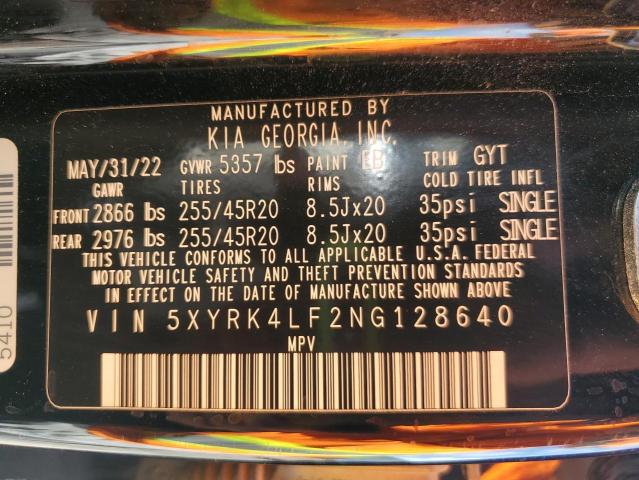 MANUFACTURED BY
KIA GEORGIA, INC.
MAY/31/22 GVWR 5357 lbs PAINT EB TRIM GYT
GAWR TIRES RIMS COLD TIRE INFL
FRONT 2866 lbs 255/45R20 8.5Jx20 35psi SINGLE
REAR 2976 lbs 255/45R20 8.5Jx20 35psi SINGLE
THIS VEHICLE CONFORMS TO ALL APPLICABLE U.S.A. FEDERAL
MOTOR VEHICLE SAFETY AND THEFT PREVENTION STANDARDS
IN EFFECT ON THE DATE OF MANUFACTURE SHOWN ABOVE
VIN 5XYRK4LF2NG128640
MPV
5410